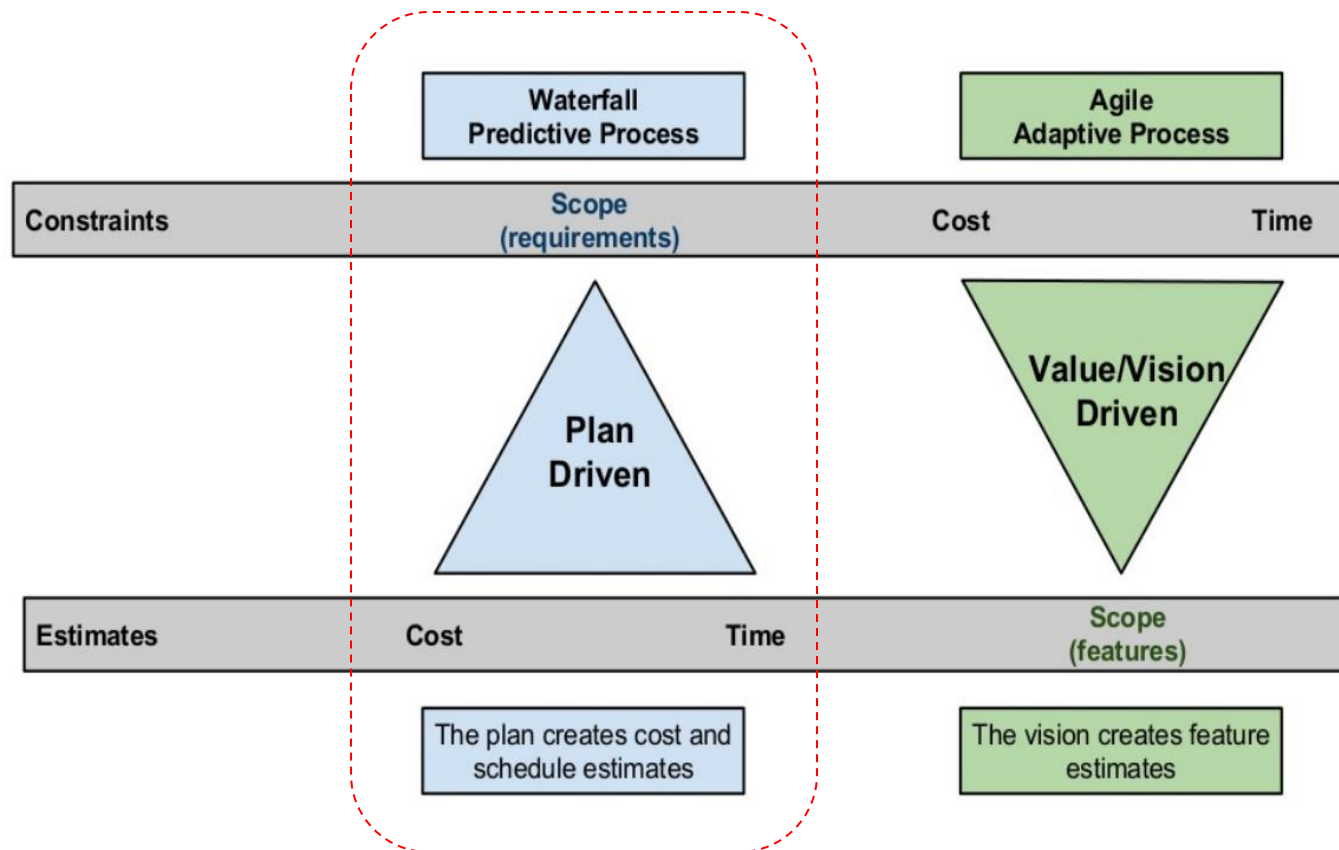 Waterfall
Predictive Process
Agile
Adaptive Process
Constraints
Scope
(requirements)
Cost
Time
Plan
Driven
Value/Vision
Driven
Estimates
Cost
Time
Scope
(features)
The plan creates cost and
schedule estimates
The vision creates feature
estimates